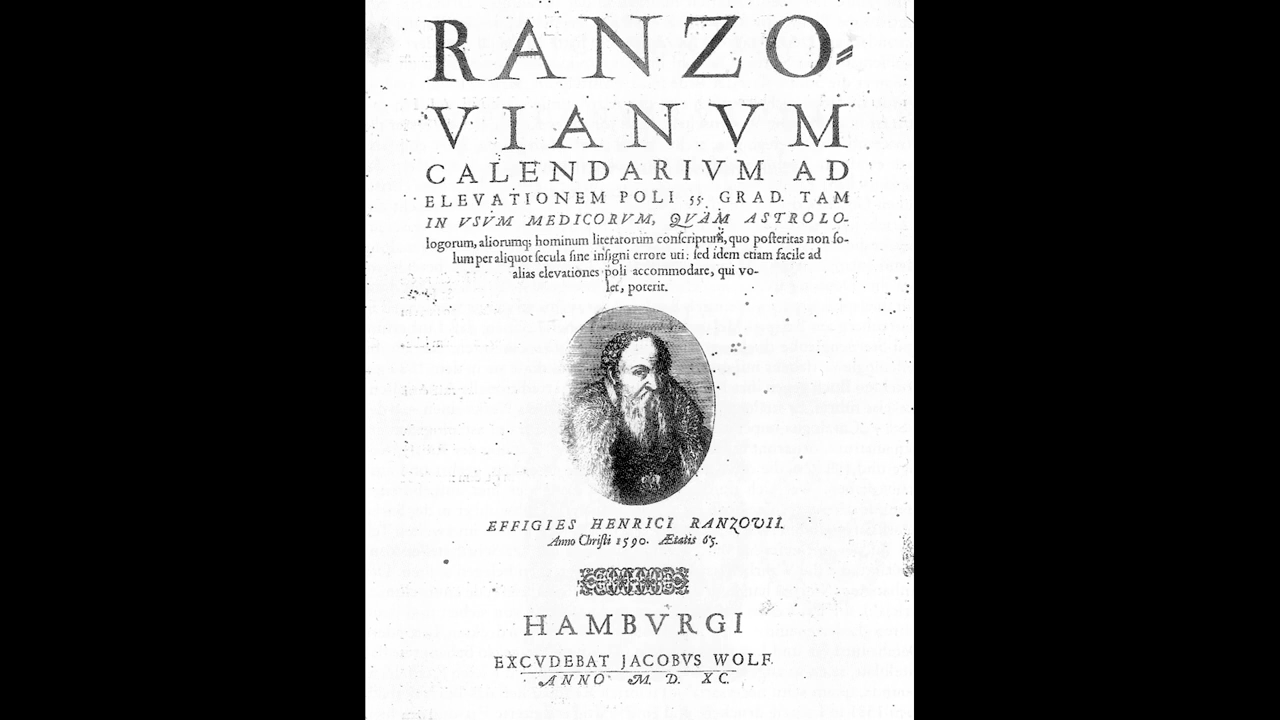 RANZO=
VIANVM
CALENDARIVM AD
ELEVATIONEM POLI 55. GRAD. TAM
IN VSVM MEDICORVM, QVAM ASTROLO-
logorum, aliorumq; hominum literatorum conscriptum, quo posteritas non so-
lum per aliquot secula sine insigni errore uti: sed idem etiam facile ad
alias elevationes poli accommodare, qui vo-
let, poterit.
EFFIGIES HENRICI RANZOVII.
Anno Christi 1590. Ætatis 65.
HAMBVRGI
EXCVDEBAT JACOBVS WOLF.
ANNO M. D. XC.